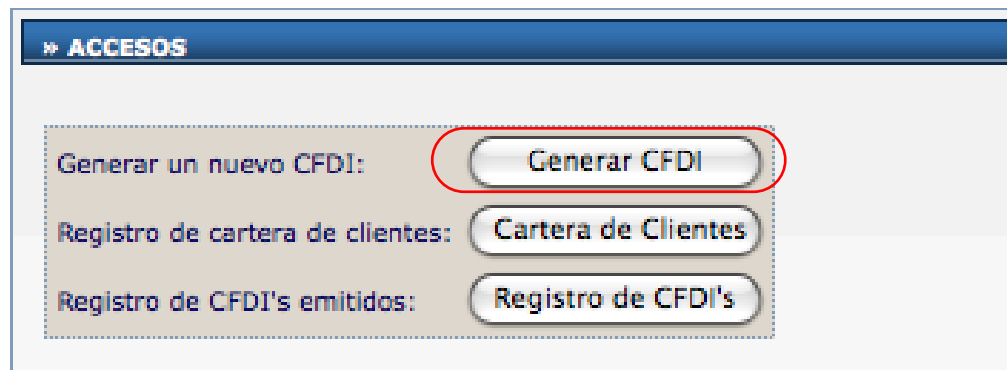 » ACCESOS
Generar un nuevo CFDI: Generar CFDI
Registro de cartera de clientes: Cartera de Clientes
Registro de CFDI's emitidos: Registro de CFDI's